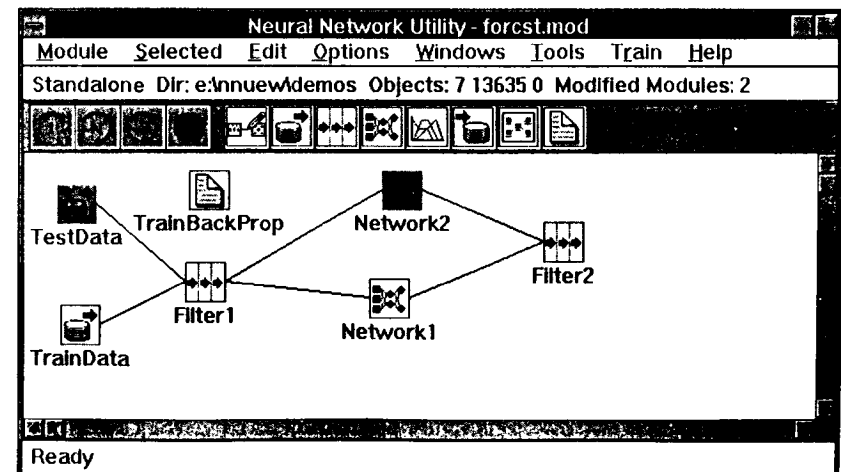 Neural Network Utility - forcst.mod
Module Selected Edit Options Windows Tools Train Help
Standalone Dir: e:\nnuew\demos Objects: 7 13635 0 Modified Modules: 2
TestData
TrainBackProp
Network2
Filter2
Filter1
Network1
TrainData
Ready